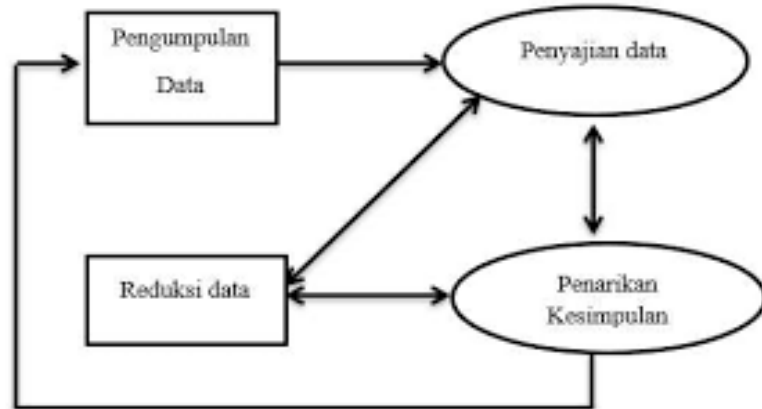 Pengumpulan
Data
Penyajian data
Reduksi data
Penarikan
Kesimpulan